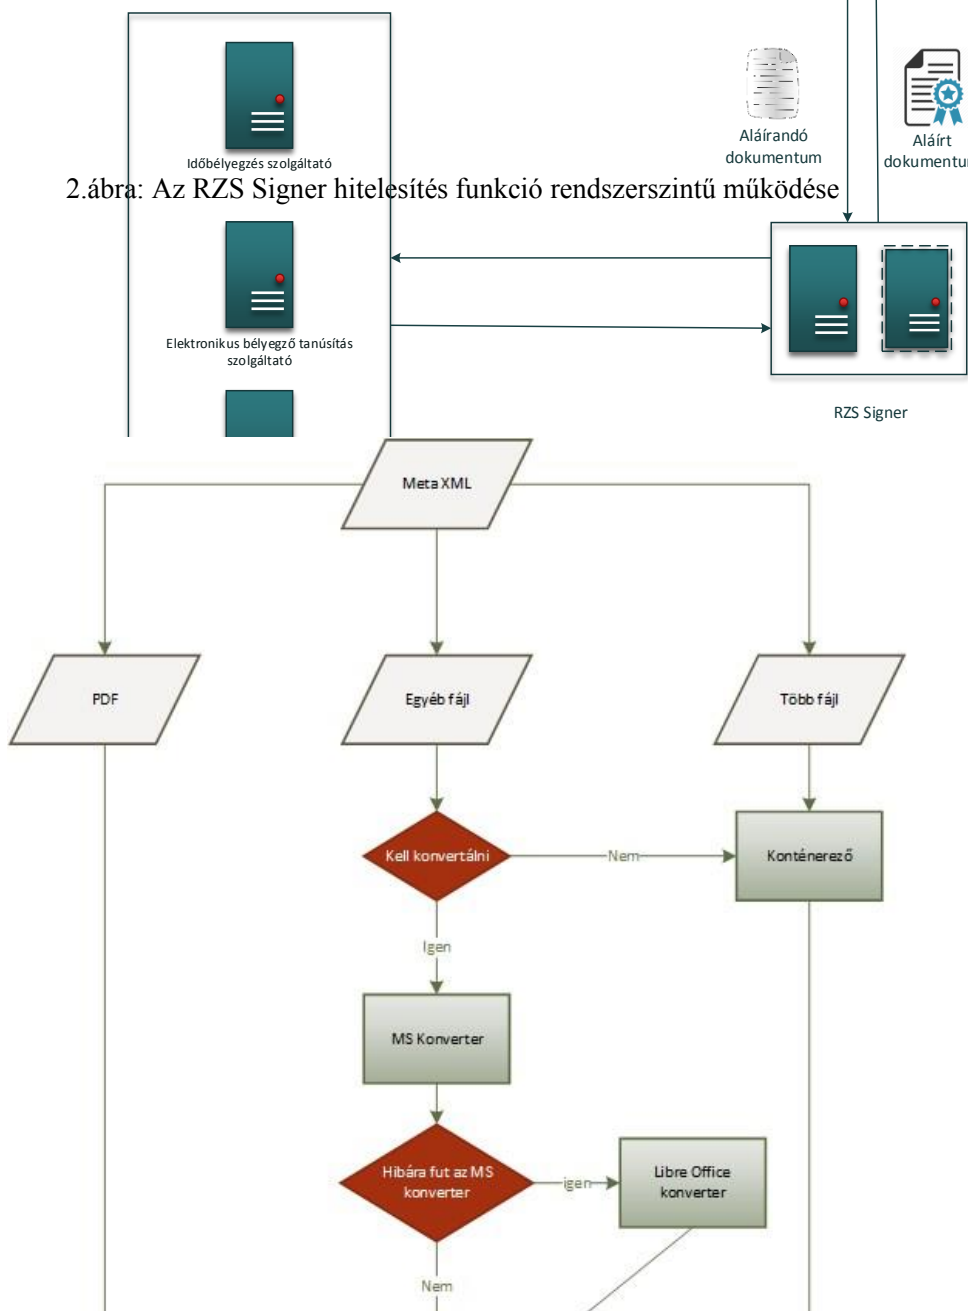 Időbélyegzés szolgáltató
Aláírandó
dokumentum
Aláírt
dokumentu
2.ábra: Az RZS Signer hitelesítés funkció rendszerszintű működése
Elektronikus bélyegző tanúsítás
szolgáltató
RZS Signer
Meta XML
PDF
Egyéb fájl
Több fájl
Kell konvertálni
Nem
Konténerező
Igen
MS Konverter
Hibára fut az MS
konverter
igen
Libre Office
konverter
Nem